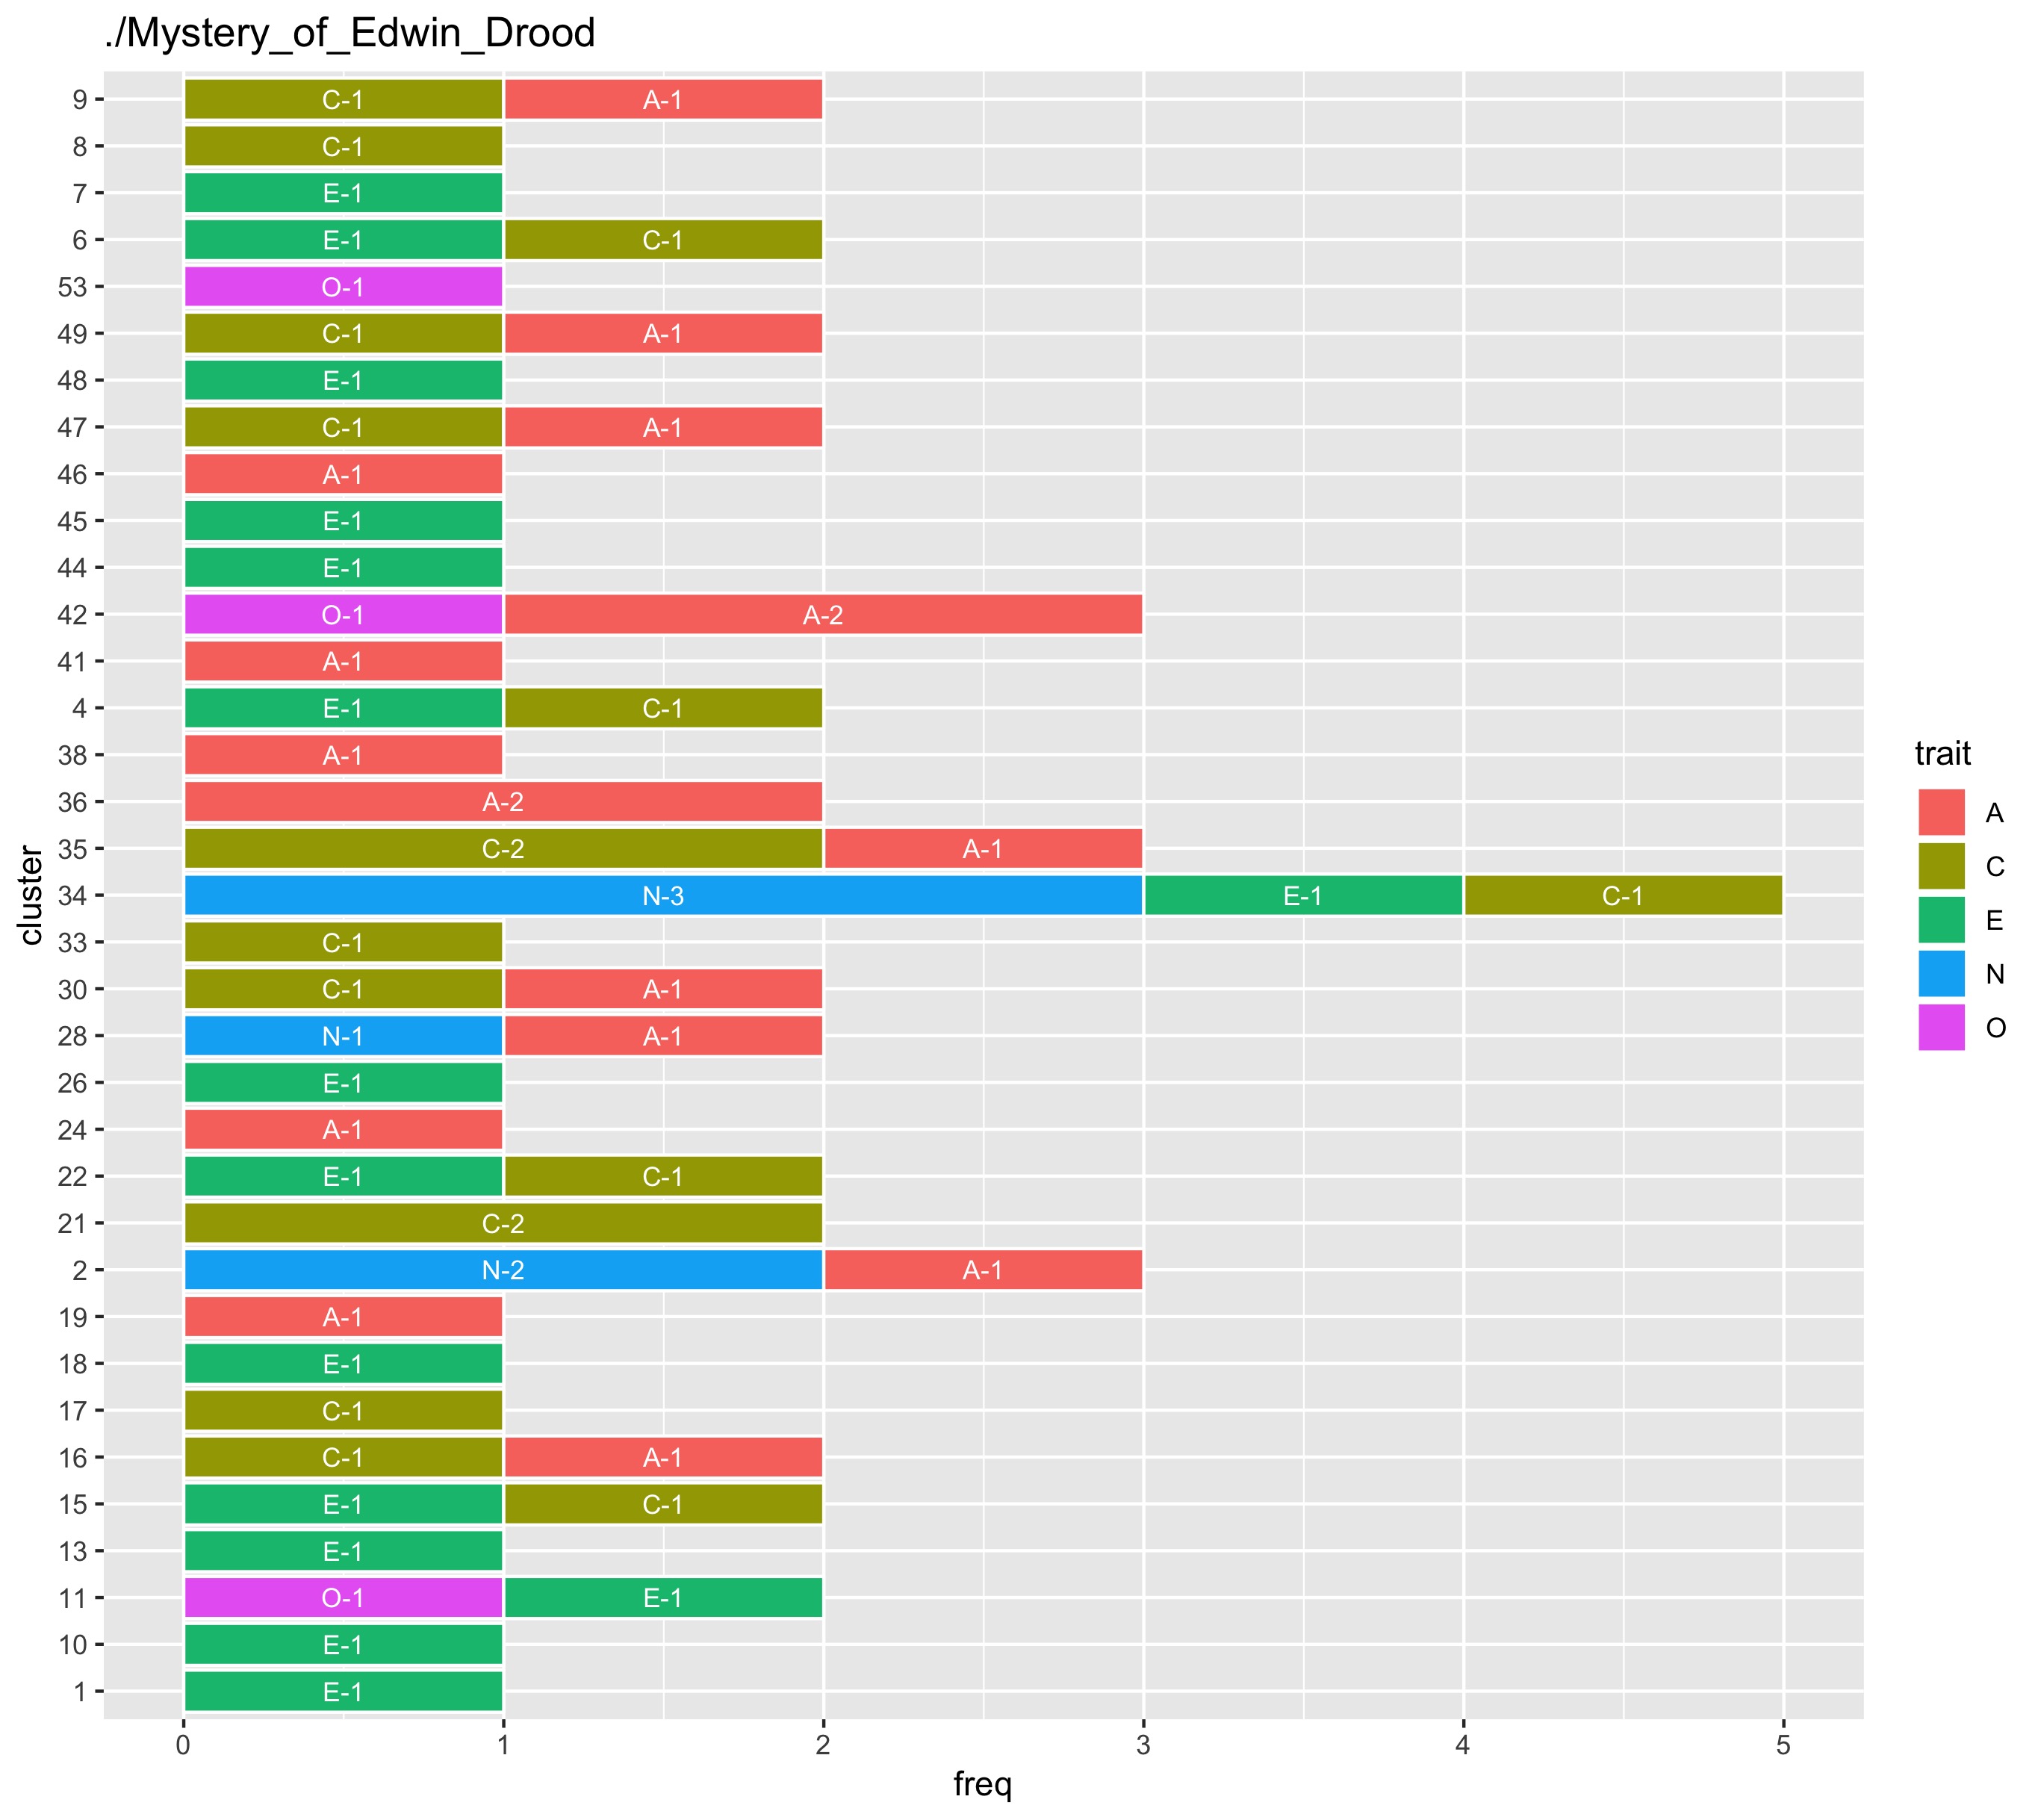 ./Mystery_of_Edwin_Drood
9 C-1 A-1
8 C-1
7 E-1
6 E-1 C-1
53 O-1
49 C-1 A-1
48 E-1
47 C-1 A-1
46 A-1
45 E-1
44 E-1
42 O-1 A-2
41 A-1
4 E-1 C-1
38 A-1
36 A-2
35 C-2 A-1
34 N-3 E-1 C-1
33 C-1
30 C-1 A-1
28 N-1 A-1
26 E-1
24 A-1
22 E-1 C-1
21 C-2
2 N-2 A-1
19 A-1
18 E-1
17 C-1
16 C-1 A-1
15 E-1 C-1
13 E-1
11 O-1 E-1
10 E-1
1 E-1
0 1 2 3 4 5
freq
cluster
trait
A
C
E
N
O